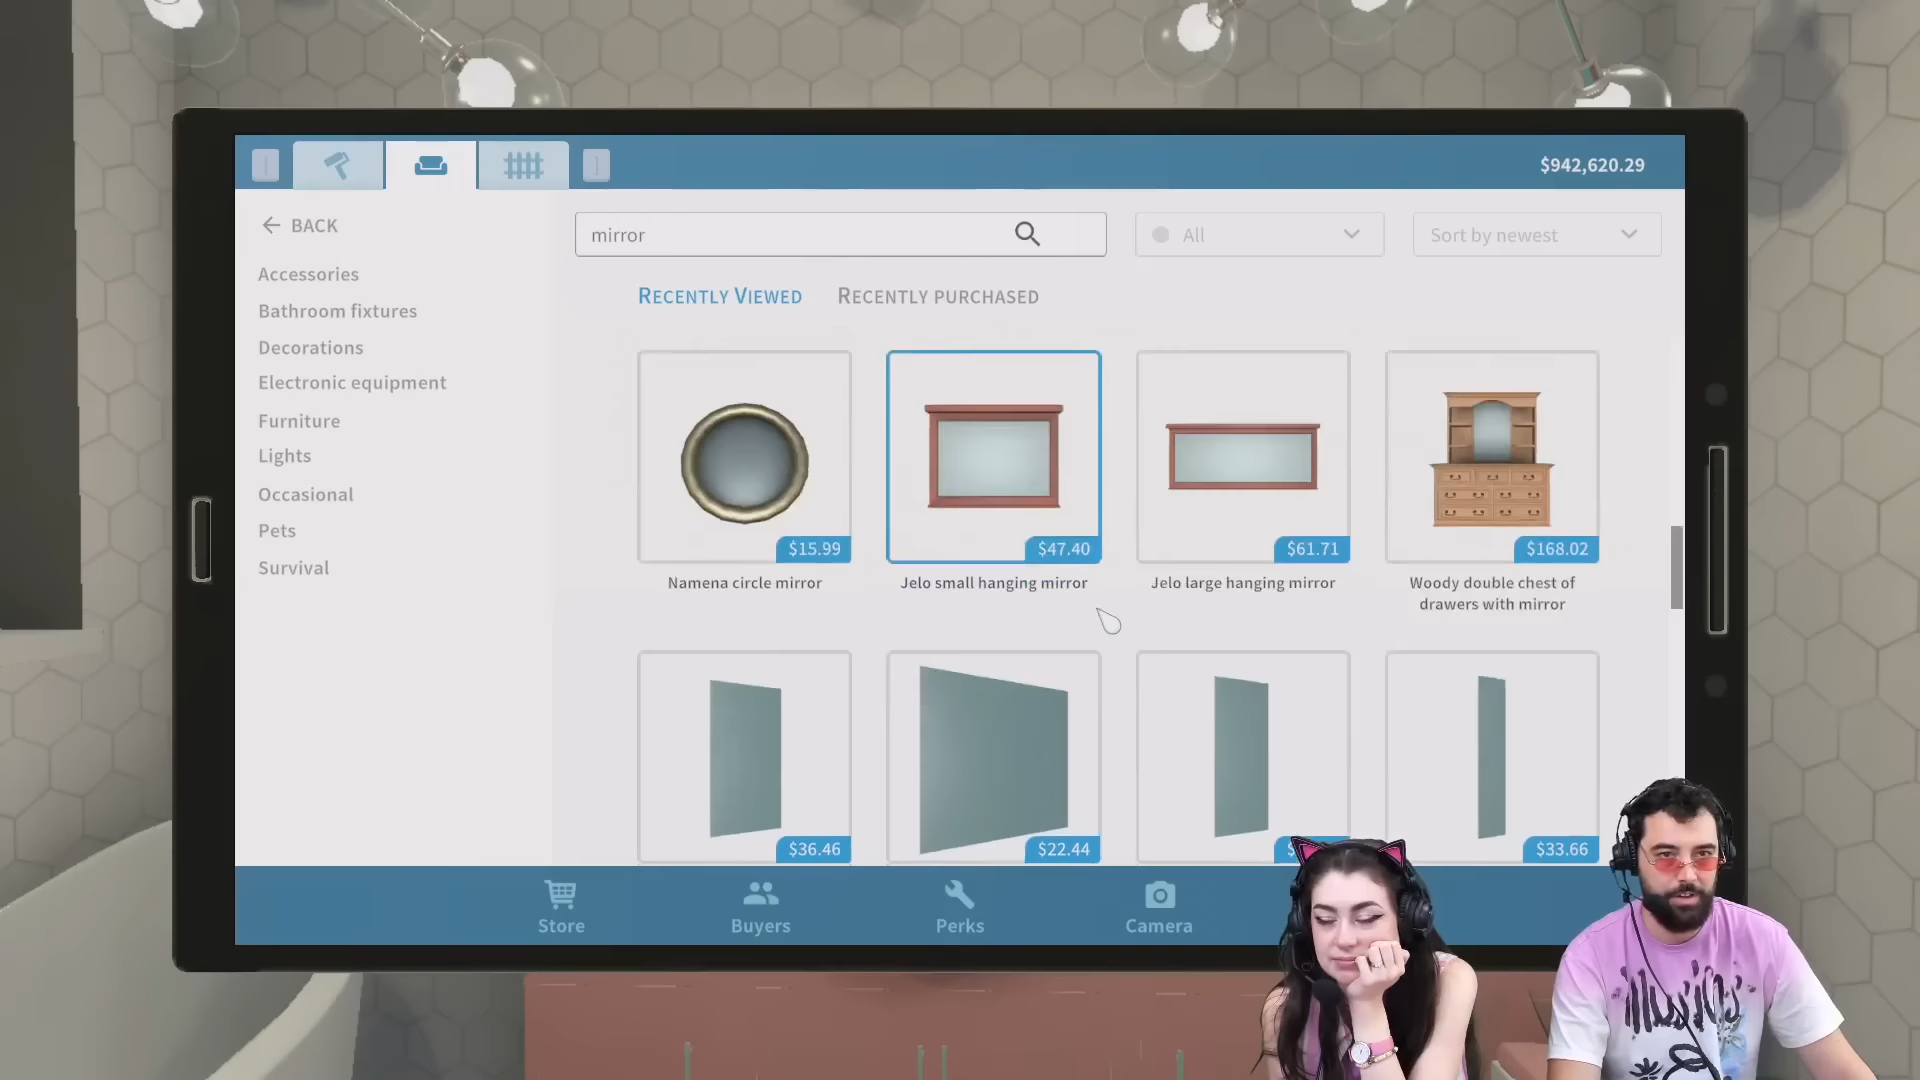 $942,620.29
BACK
mirror
All
Sort by newest
Accessories
Bathroom fixtures
Decorations
Electronic equipment
Furniture
Lights
Occasional
Pets
Survival
RECENTLY VIEWED
RECENTLY PURCHASED
$15.99
$47.40
$61.71
$168.02
Namena circle mirror
Jelo small hanging mirror
Jelo large hanging mirror
Woody double chest of
drawers with mirror
$36.46
$22.44
$
$33.66
Store
Buyers
Perks
Camera